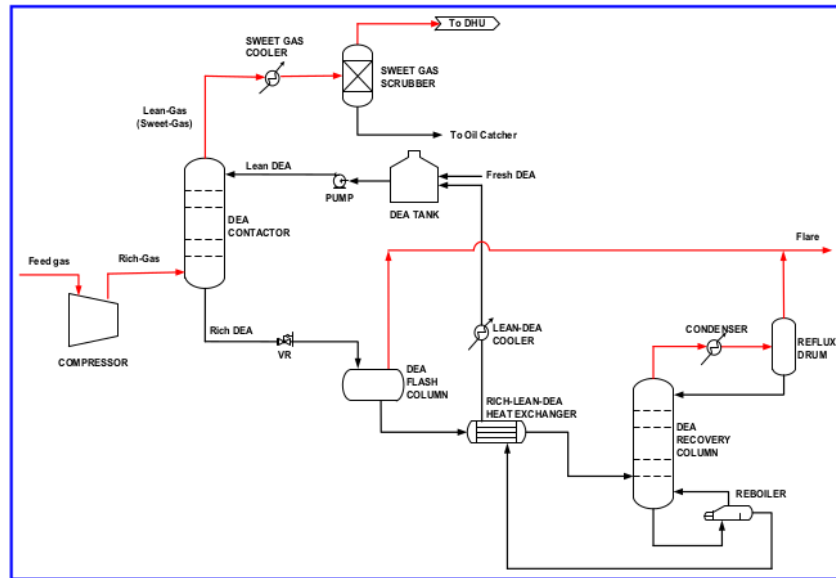 To DHU
SWEET GAS
COOLER
SWEET GAS
SCRUBBER
Lean-Gas
(Sweet-Gas)
To Oil Catcher
Lean DEA
Fresh DEA
PUMP
DEA TANK
DEA
CONTACTOR
Flare
Feed gas
Rich-Gas
Rich DEA
LEAN-DEA
COOLER
CONDENSER
REFLUX
DRUM
COMPRESSOR
VR
DEA
FLASH
COLUMN
RICH-LEAN-DEA
HEAT EXCHANGER
DEA
RECOVERY
COLUMN
REBOILER